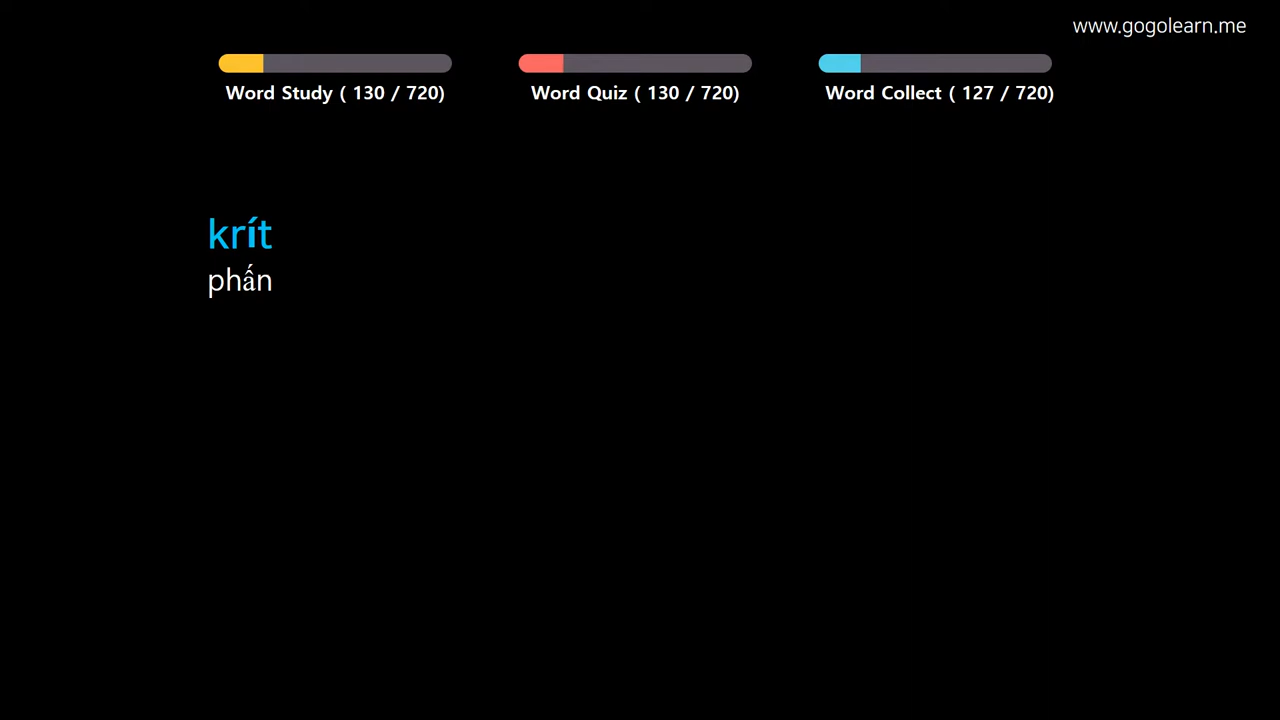 www.gogolearn.me
Word Study ( 130 / 720)
Word Quiz ( 130 / 720)
Word Collect ( 127 / 720)
krít
phấn